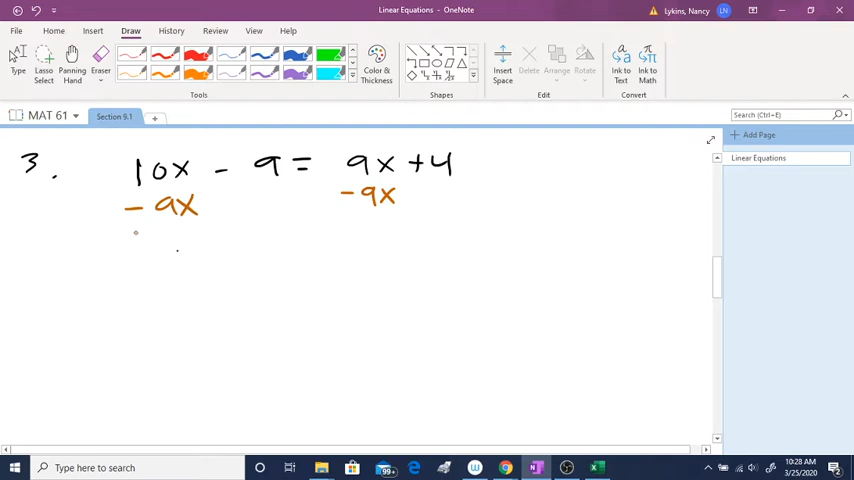 Linear Equations - OneNote
Lykins, Nancy LN
File Home Insert Draw History Review View Help
Type Lasso Select Panning Hand Eraser Color & Thickness Insert Space Delete Arrange Rotate Ink to Text Ink to Math
Tools Shapes Edit Convert
MAT 61 Section 9.1 Search (Ctrl+E)
Add Page
Linear Equations
3. 10x - 9 = 9x + 4
- 9x - 9x
Type here to search
99+
10:28 AM
3/25/2020
2